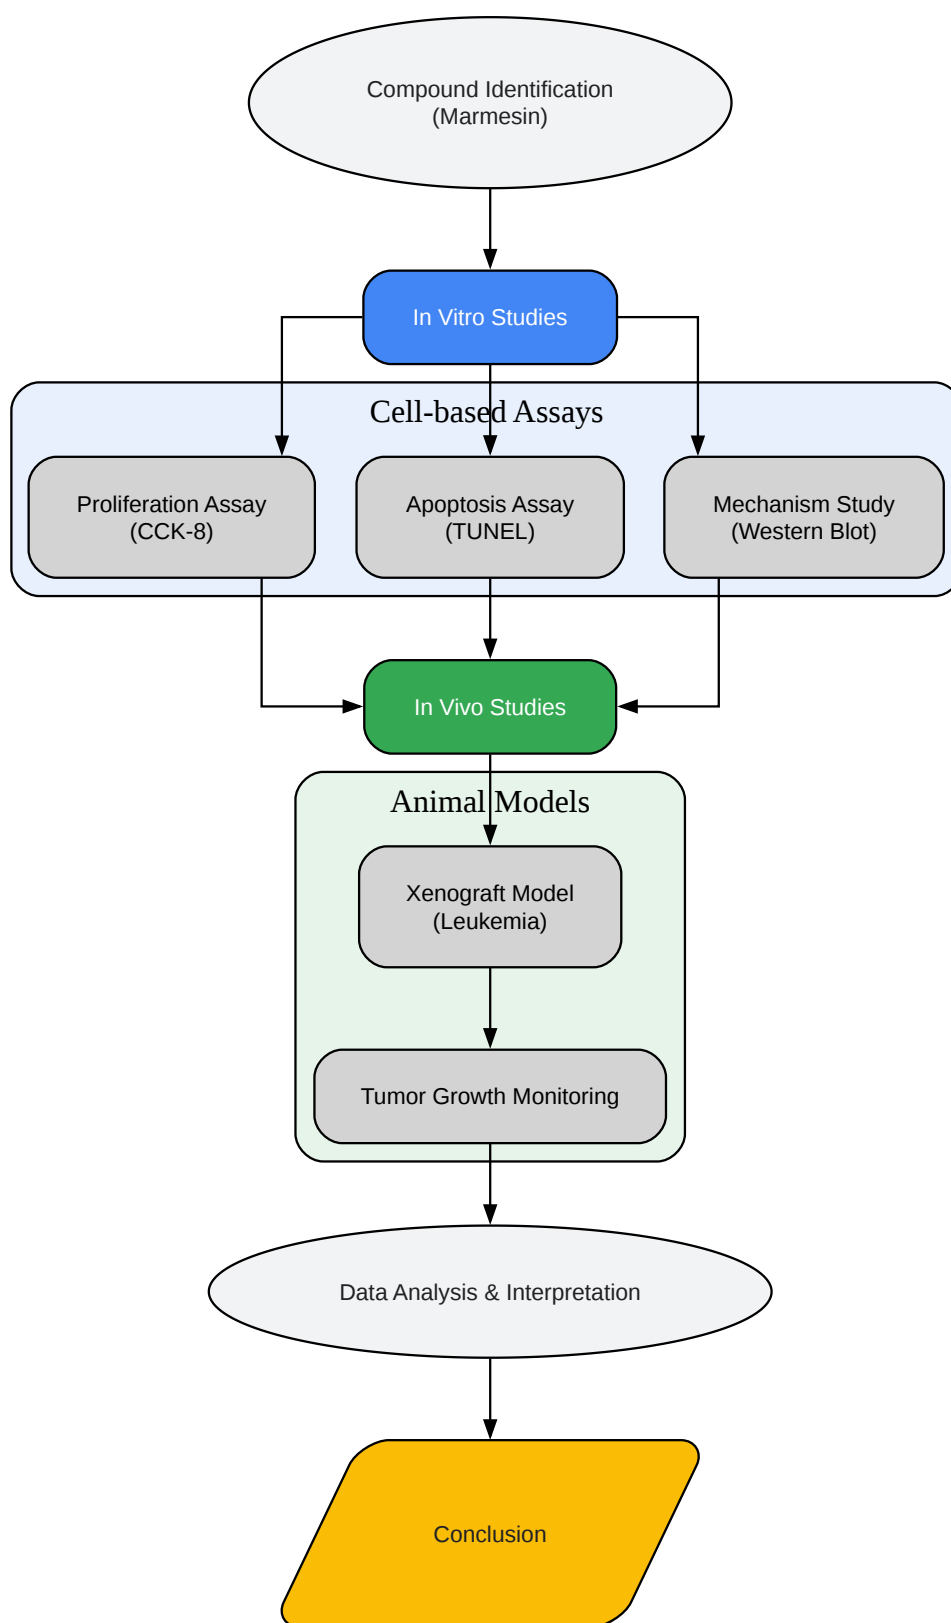 Compound Identification
(Marmesin)
In Vitro Studies
Cell-based Assays
Proliferation Assay
(CCK-8)
Apoptosis Assay
(TUNEL)
Mechanism Study
(Western Blot)
In Vivo Studies
Animal Models
Xenograft Model
(Leukemia)
Tumor Growth Monitoring
Data Analysis & Interpretation
Conclusion